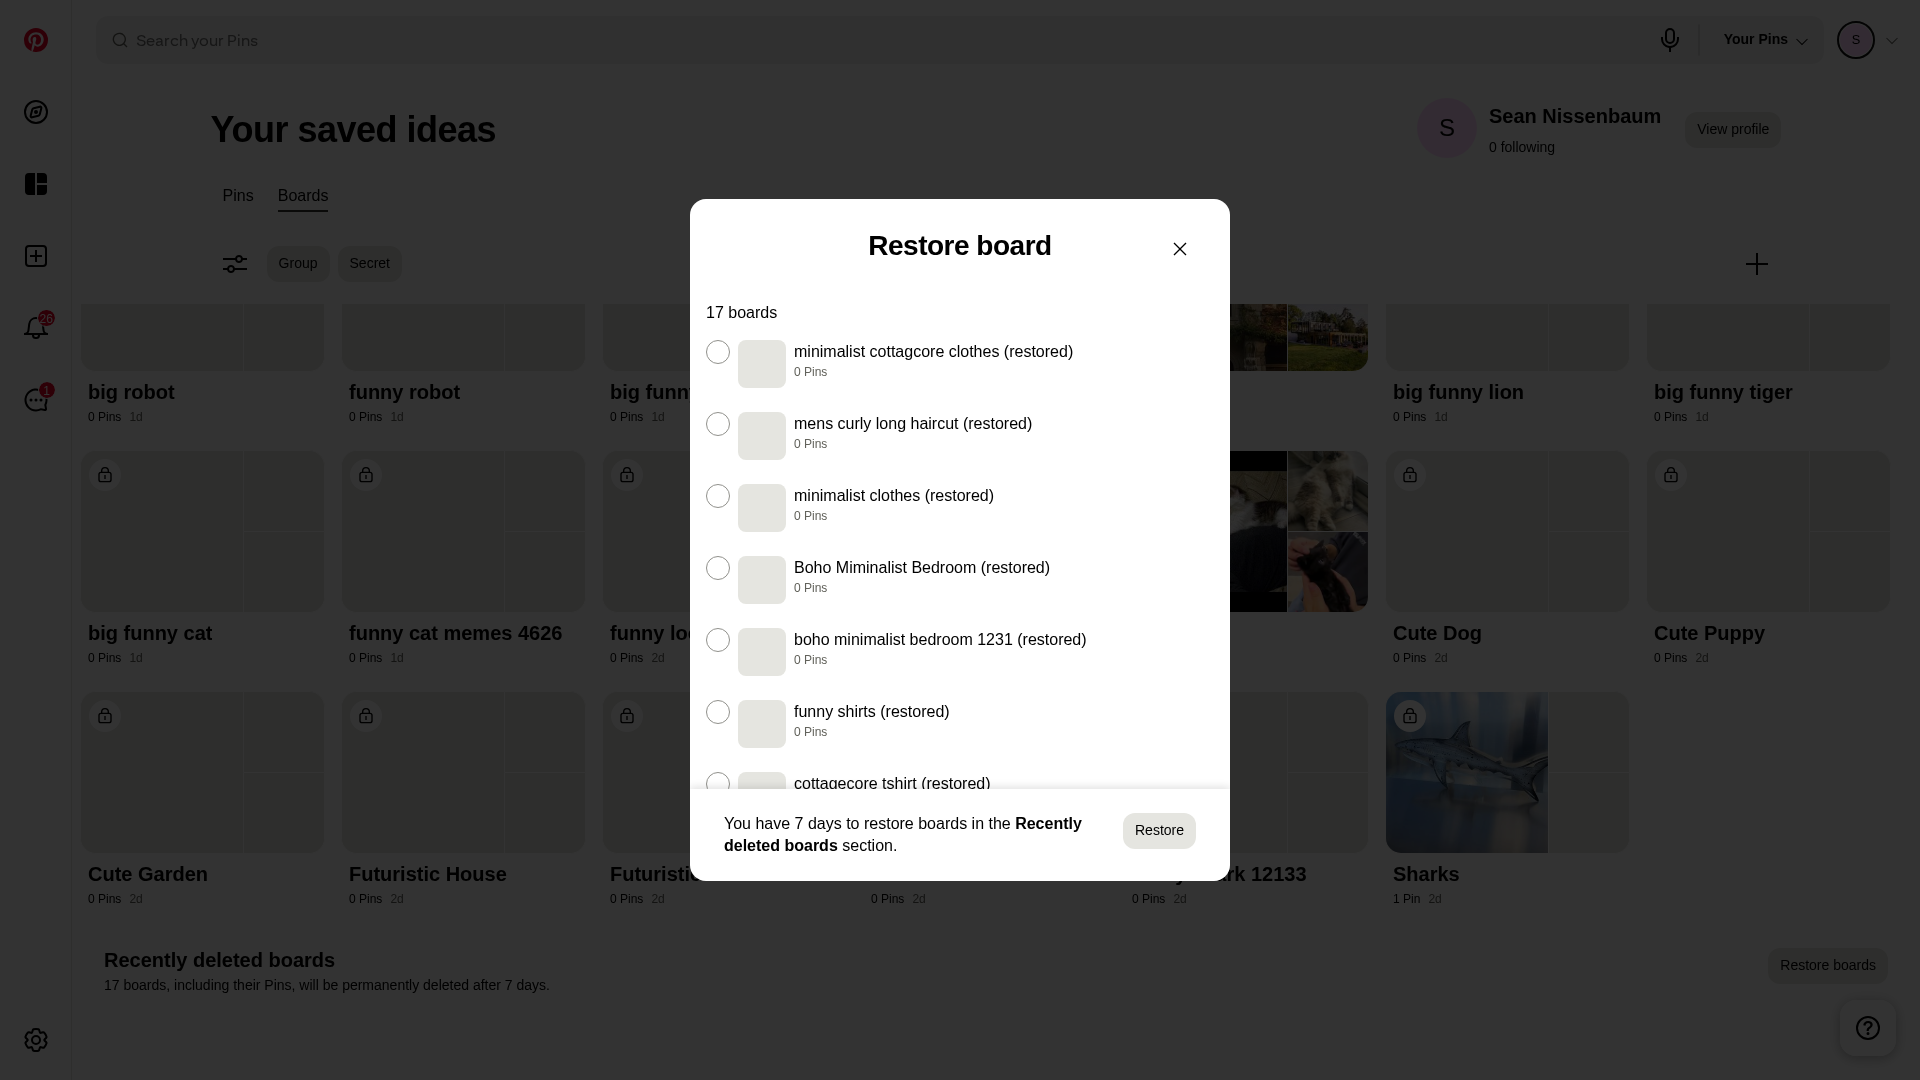 Search your Pins
Your Pins
S
Your saved ideas
S
Sean Nissenbaum
0 following
View profile
Pins
Boards
Group
Secret
26
1
Restore board
17 boards
minimalist cottagcore clothes (restored)
0 Pins
mens curly long haircut (restored)
0 Pins
minimalist clothes (restored)
0 Pins
Boho Miminalist Bedroom (restored)
0 Pins
boho minimalist bedroom 1231 (restored)
0 Pins
funny shirts (restored)
0 Pins
cottagecore tshirt (restored)
You have 7 days to restore boards in the Recently
deleted boards section.
Restore
big robot
0 Pins 1d
funny robot
0 Pins 1d
big funn
0 Pins 1d
big funny lion
0 Pins 1d
big funny tiger
0 Pins 1d
big funny cat
0 Pins 1d
funny cat memes 4626
0 Pins 1d
funny
0 Pins 2d
Cute Dog
0 Pins 2d
Cute Puppy
0 Pins 2d
Cute Garden
0 Pins 2d
Futuristic House
0 Pins 2d
Futuristic
0 Pins 2d
0 Pins 2d
12133
0 Pins 2d
Sharks
1 Pin 2d
Recently deleted boards
17 boards, including their Pins, will be permanently deleted after 7 days.
Restore boards